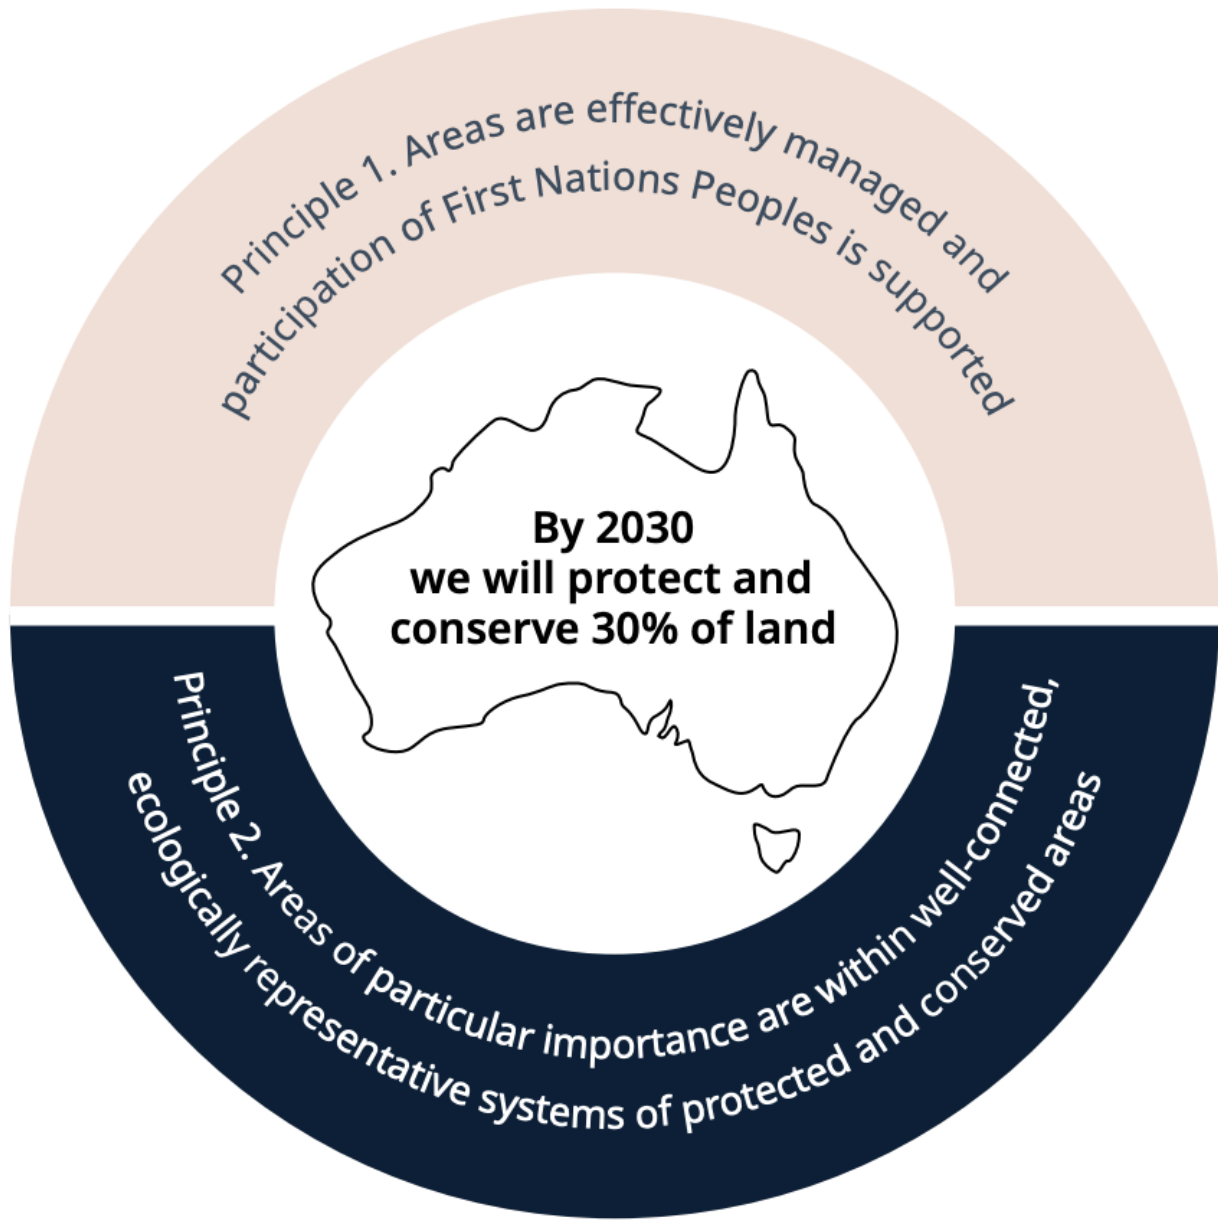 Principle 1. Areas are effectively managed and
participation of First Nations Peoples is supported
By 2030
we will protect and
conserve 30% of land
Principle 2. Areas of particular importance are within well-connected,
ecologically representative systems of protected and conserved areas